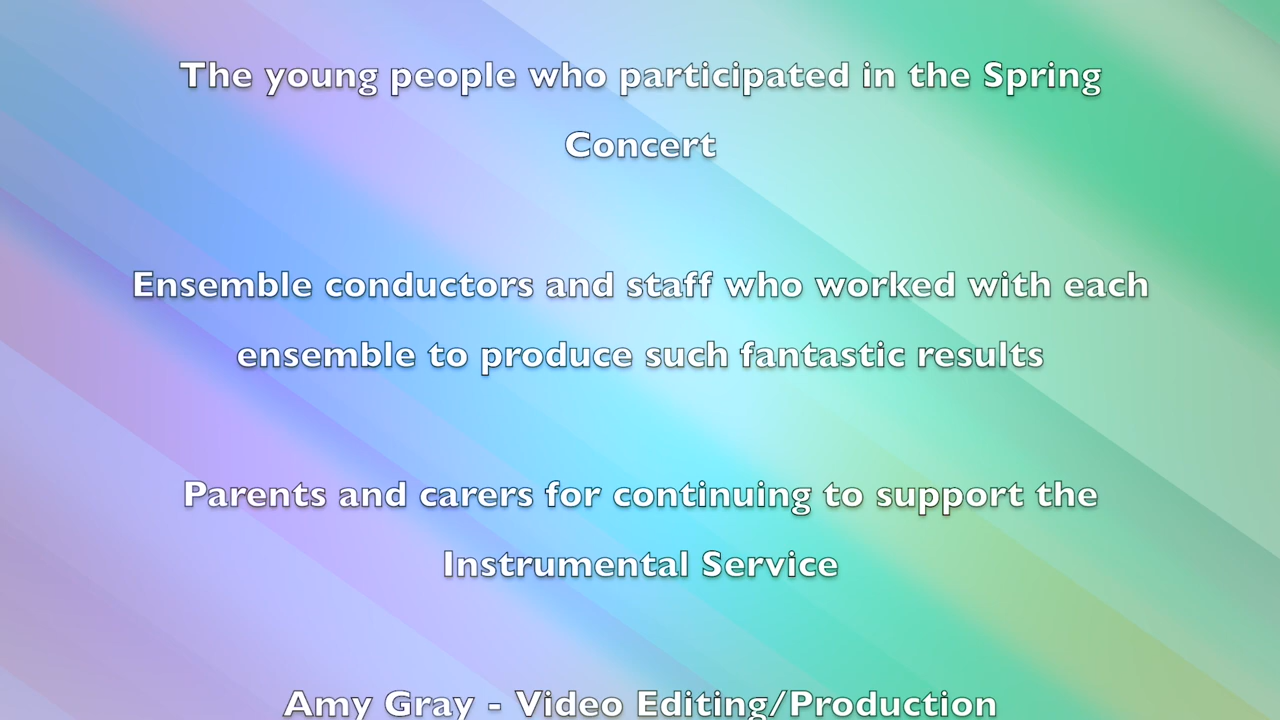 The young people who participated in the Spring
Concert
Ensemble conductors and staff who worked with each
ensemble to produce such fantastic results
Parents and carers for continuing to support the
Instrumental Service
Amy Gray - Video Editing/Production